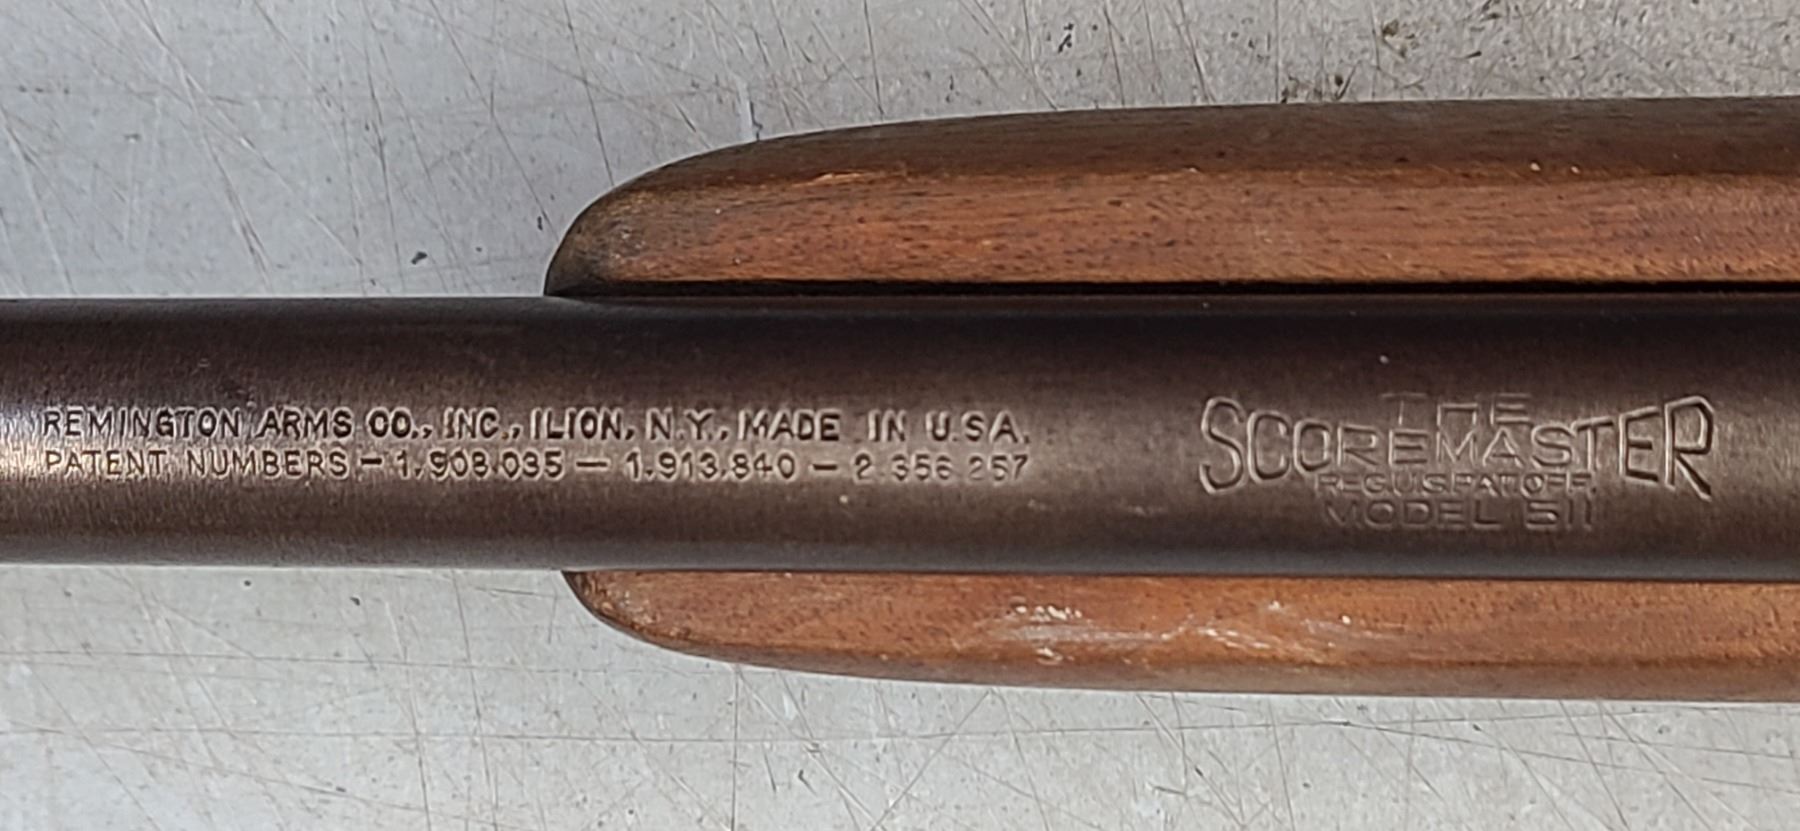 REMINGTON ARMS CO., INC., ILION, N.Y., MADE IN U.S.A.
PATENT NUMBERS — 1,908,035 — 1,913,840 — 2,356,257
THE
SCOREMASTER
REG.U.S.PAT.OFF.
MODEL 511